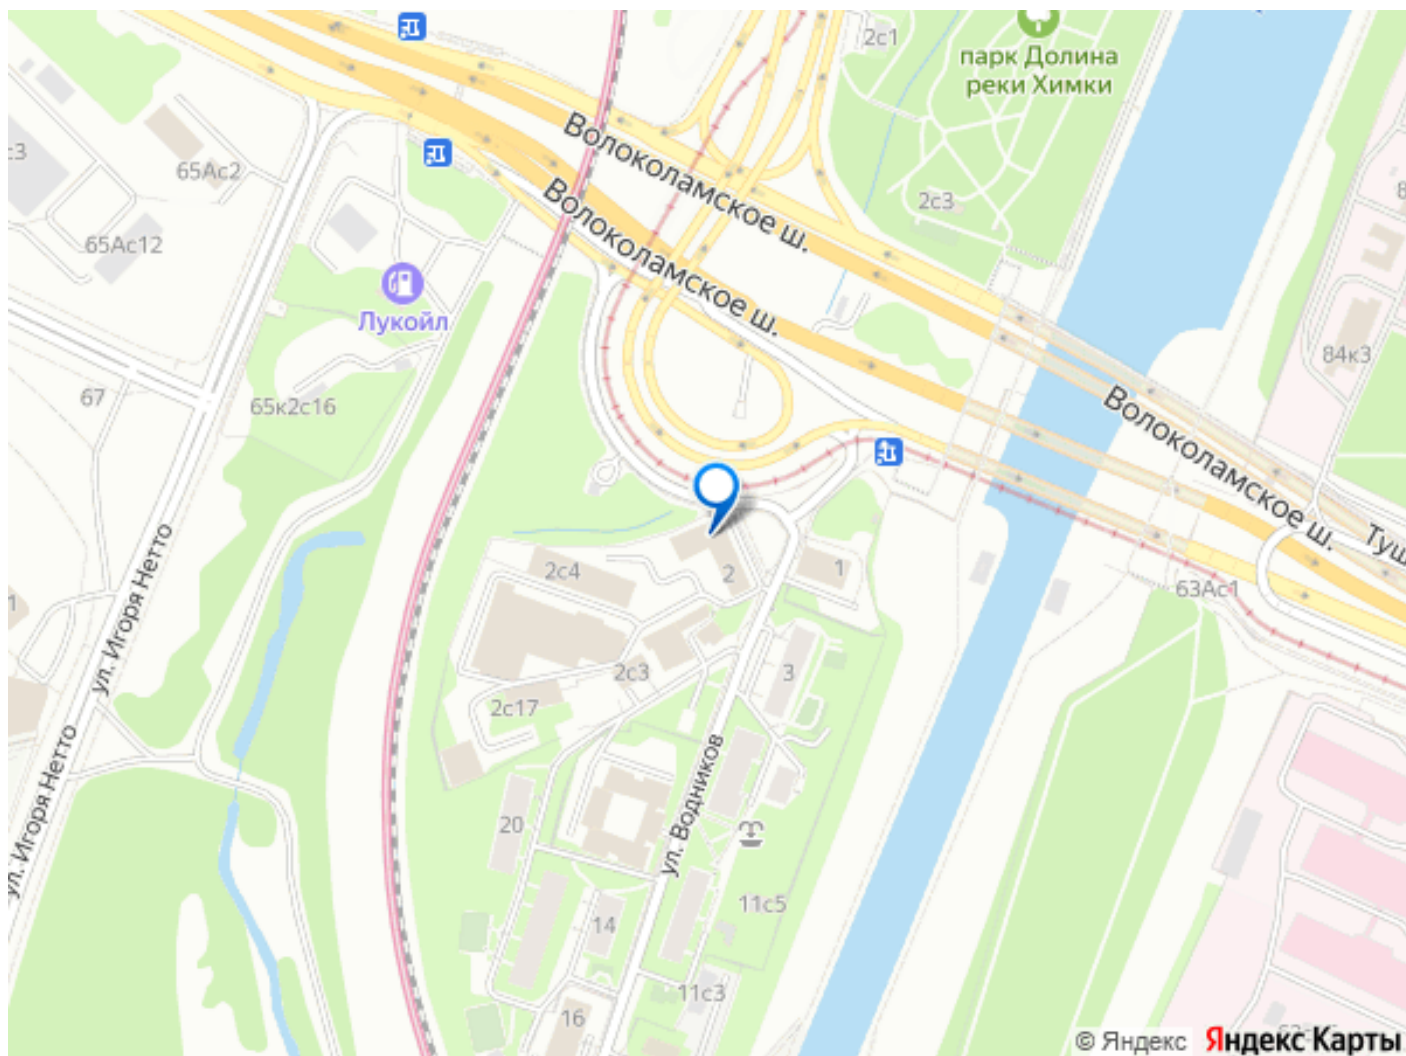 2с1
парк Долина
реки Химки
Волоколамское ш.
с3
65Ас2
2с3
Волоколамское ш.
65Ас12
Лукойл
84к3
67
65к2с16
Волоколамское ш.
Туш
63Ас1
2с4
2
1
ул. Игоря Нетто
1
2с3
3
2с17
ул. Водников
ул. Игоря Нетто
20
11с5
14
11с3
16
© Яндекс
Яндекс Карты